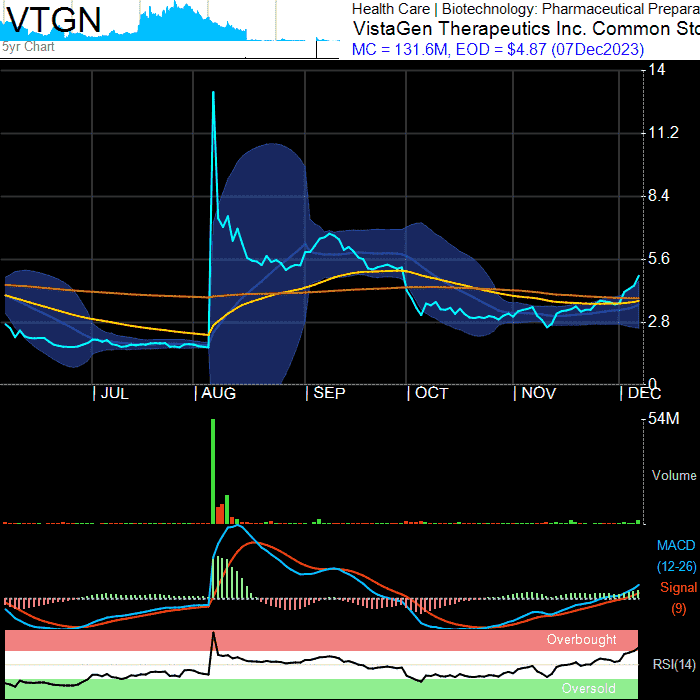 VTGN
5yr Chart
Health Care | Biotechnology: Pharmaceutical Prepara
VistaGen Therapeutics Inc. Common Sto
MC = 131.6M, EOD = $4.87 (07Dec2023)
14
11.2
8.4
5.6
2.8
0
JUL
AUG
SEP
OCT
NOV
DEC
54M
Volume
MACD
(12-26)
Signal
(9)
Overbought
RSI(14)
Oversold